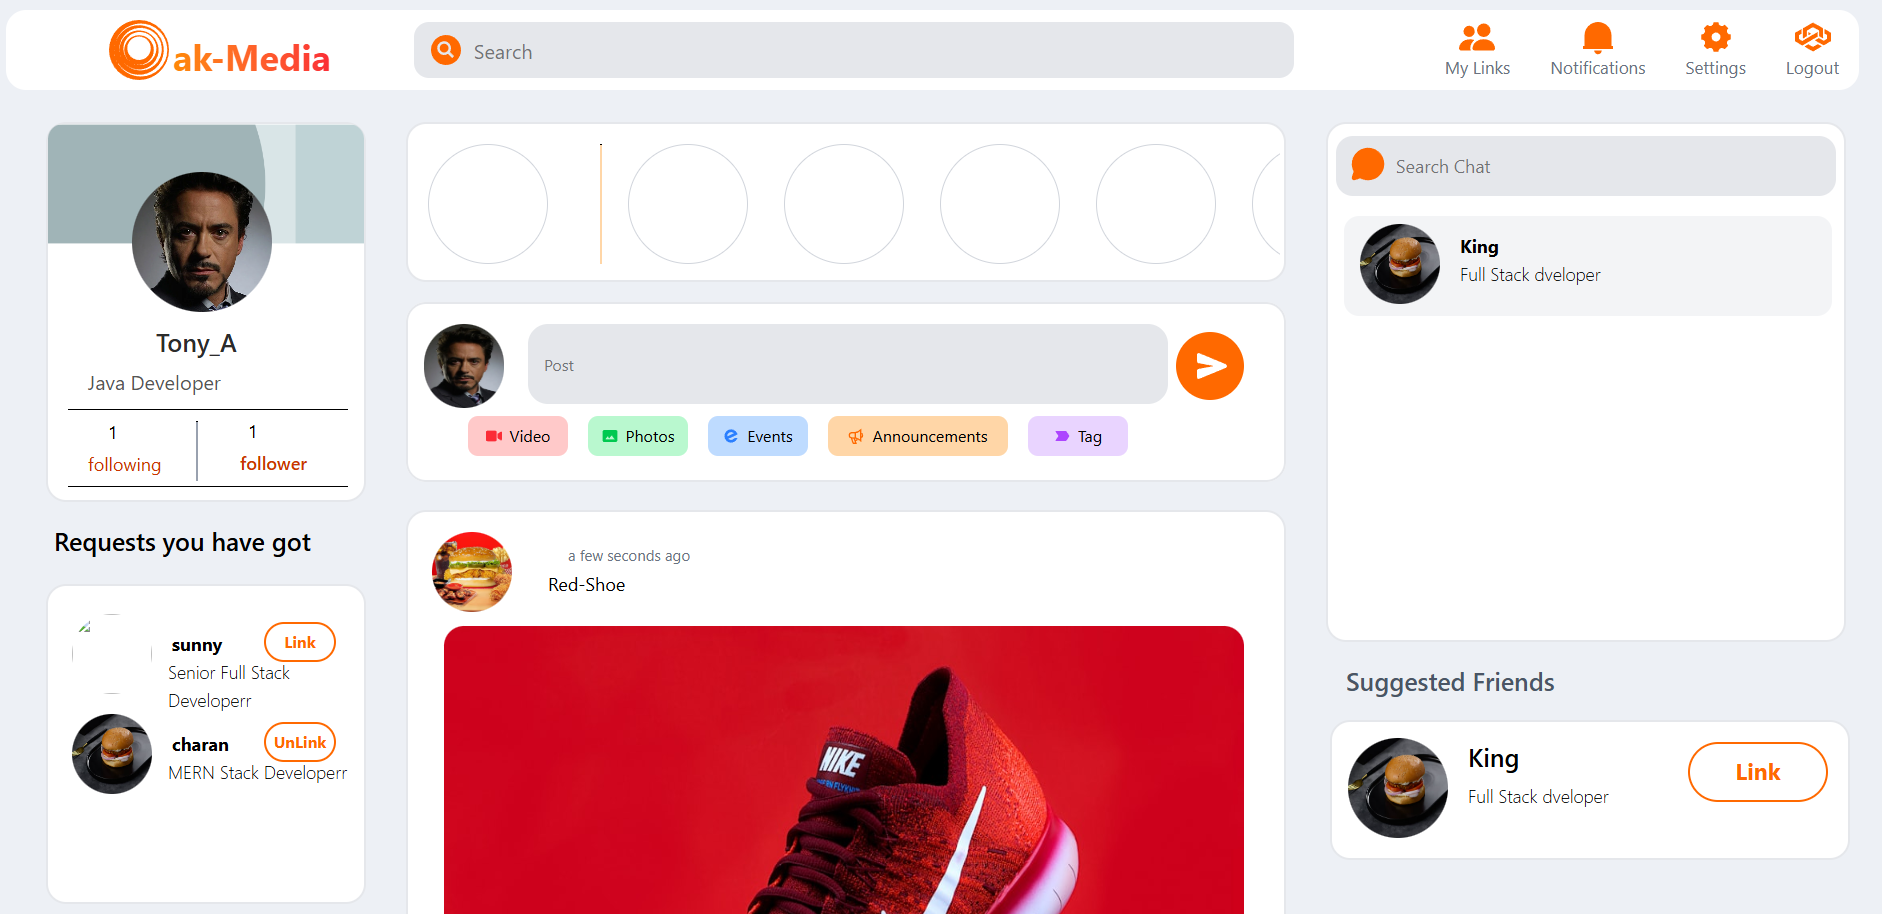 ak-Media
Search
My Links
Notifications
Settings
Logout
Tony_A
Java Developer
1
following
1
follower
Requests you have got
sunny
Link
Senior Full Stack
Developerr
charan
UnLink
MERN Stack Developerr
Post
Video
Photos
Events
Announcements
Tag
a few seconds ago
Red-Shoe
NIKE
Search Chat
King
Full Stack dveloper
Suggested Friends
King
Link
Full Stack dveloper